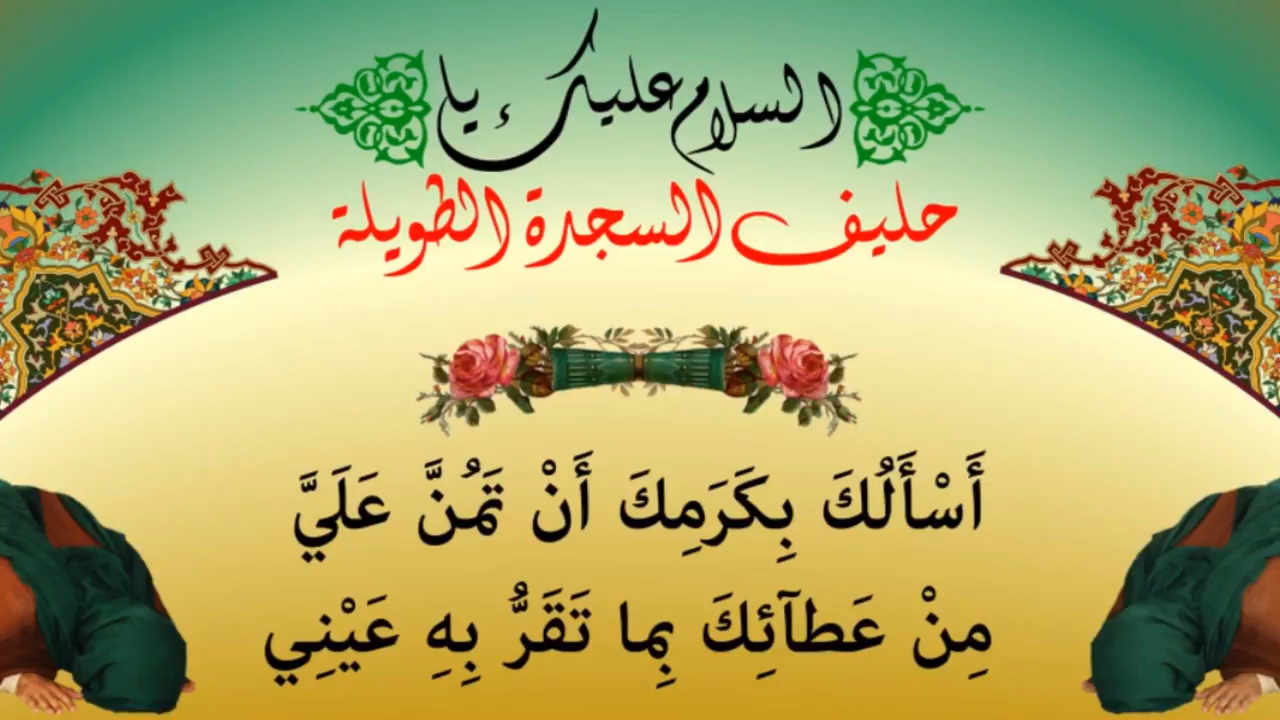 السلام عليك يا
حليف السجدة الطويلة
أَسْأَلُكَ بِكَرَمِكَ أَنْ تَمُنَّ عَلَيَّ
مِنْ عَطآئِكَ بِما تَقَرُّ بِهِ عَيْنِي